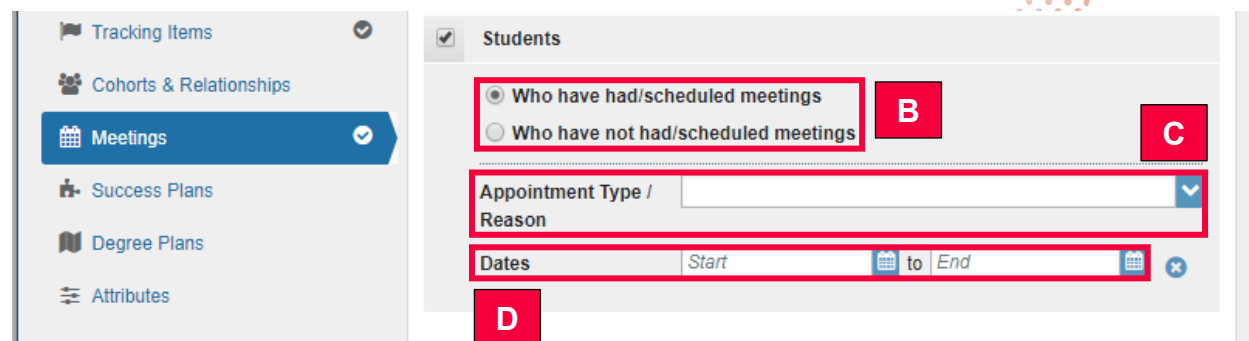 Tracking Items
Cohorts & Relationships
Meetings
Success Plans
Degree Plans
Attributes
Students
Who have had/scheduled meetings
Who have not had/scheduled meetings
B
C
Appointment Type /
Reason
Dates Start to End
D